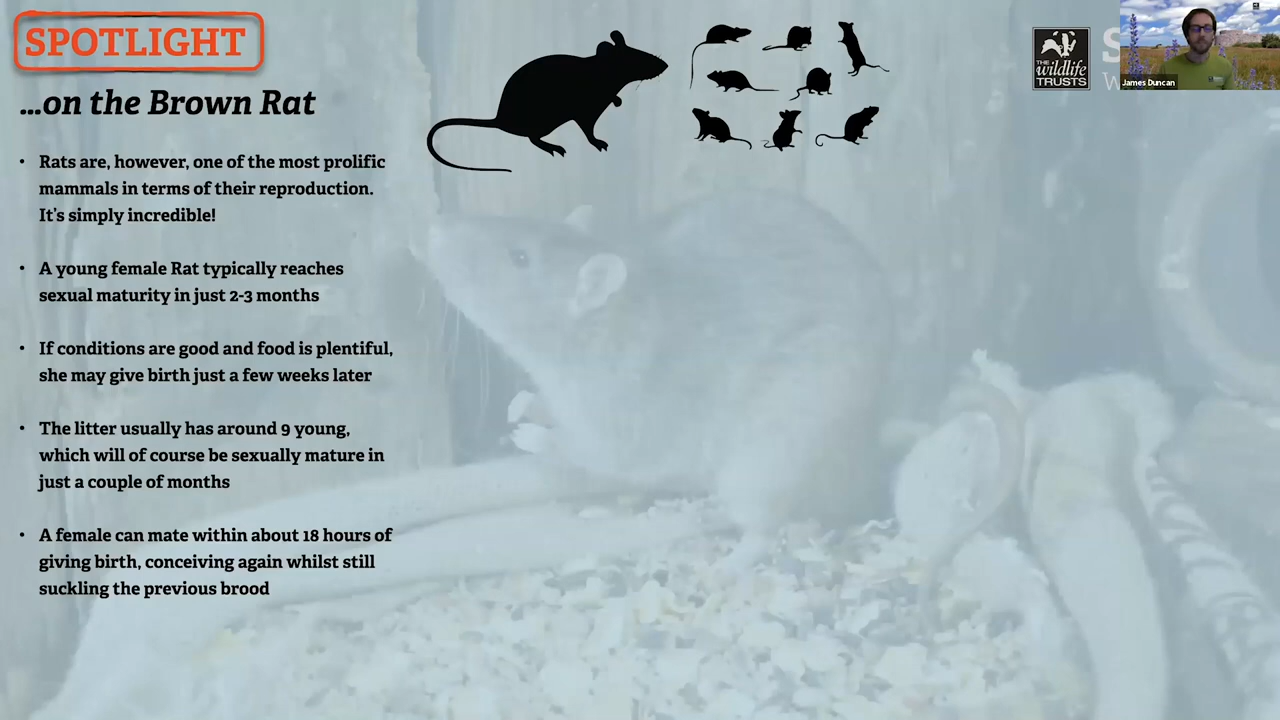 SPOTLIGHT
...on the Brown Rat
• Rats are, however, one of the most prolific
mammals in terms of their reproduction.
It's simply incredible!
• A young female Rat typically reaches
sexual maturity in just 2-3 months
• If conditions are good and food is plentiful,
she may give birth just a few weeks later
• The litter usually has around 9 young,
which will of course be sexually mature in
just a couple of months
• A female can mate within about 18 hours of
giving birth, conceiving again whilst still
suckling the previous brood
THE
wildlife
TRUSTS
James Duncan